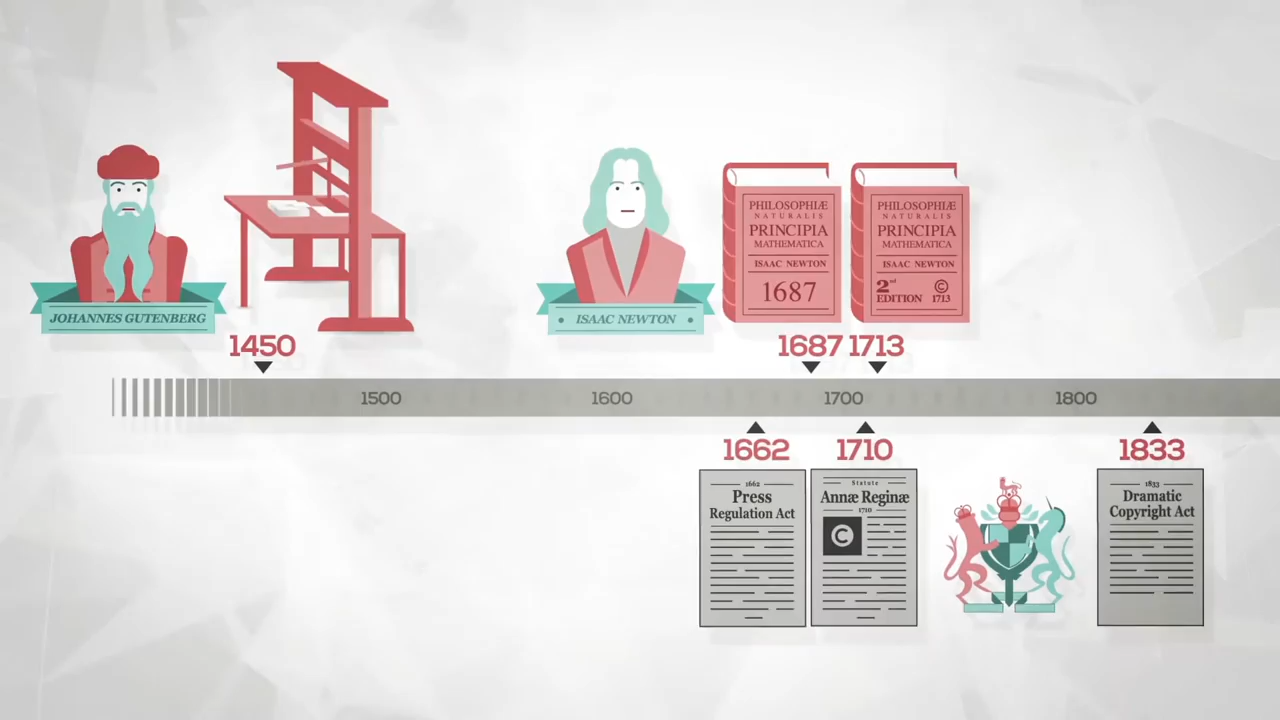 JOHANNES GUTENBERG
1450
ISAAC NEWTON
PHILOSOPHIÆ
NATURALIS
PRINCIPIA
MATHEMATICA
ISAAC NEWTON
1687
PHILOSOPHIÆ
NATURALIS
PRINCIPIA
MATHEMATICA
ISAAC NEWTON
2nd
EDITION
©
1713
1687 1713
1500 1600 1700 1800
1662 1710 1833
1662
Press
Regulation Act
Statute
Annæ Reginæ
1710
©
1833
Dramatic
Copyright Act